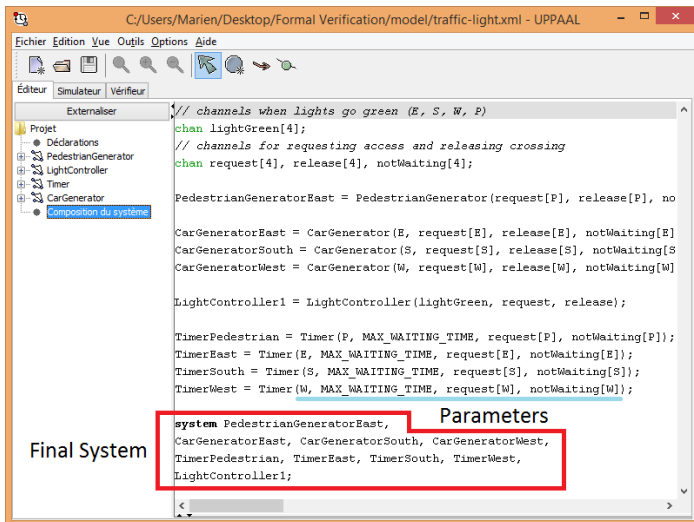 C:/Users/Marien/Desktop/Formal Verification/model/traffic-light.xml - UPPAAL
Fichier Edition Vue Outils Options Aide
Éditeur Simulateur Vérifieur
Externaliser
Projet
Déclarations
PedestrianGenerator
LightController
Timer
CarGenerator
Composition du système
// channels when lights go green (E, S, W, P)
chan lightGreen[4];
// channels for requesting access and releasing crossing
chan request[4], release[4], notWaiting[4];
PedestrianGeneratorEast = PedestrianGenerator(request[P], release[P], no
CarGeneratorEast = CarGenerator(E, request[E], release[E], notWaiting[E]
CarGeneratorSouth = CarGenerator(S, request[S], release[S], notWaiting[S
CarGeneratorWest = CarGenerator(W, request[W], release[W], notWaiting[W]
LightController1 = LightController(lightGreen, request, release);
TimerPedestrian = Timer(P, MAX_WAITING_TIME, request[P], notWaiting[P]);
TimerEast = Timer(E, MAX_WAITING_TIME, request[E], notWaiting[E]);
TimerSouth = Timer(S, MAX_WAITING_TIME, request[S], notWaiting[S]);
TimerWest = Timer(W, MAX_WAITING_TIME, request[W], notWaiting[W]);
Parameters
Final System
system PedestrianGeneratorEast,
CarGeneratorEast, CarGeneratorSouth, CarGeneratorWest,
TimerPedestrian, TimerEast, TimerSouth, TimerWest,
LightController1;